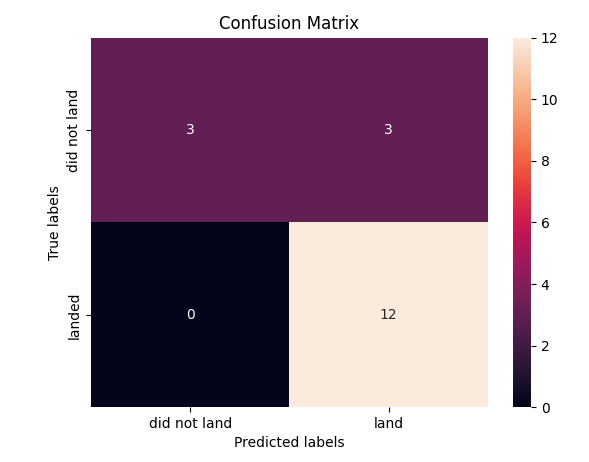 Confusion Matrix
True labels
did not land
landed
3
3
0
12
did not land
land
Predicted labels
12
10
8
6
4
2
0